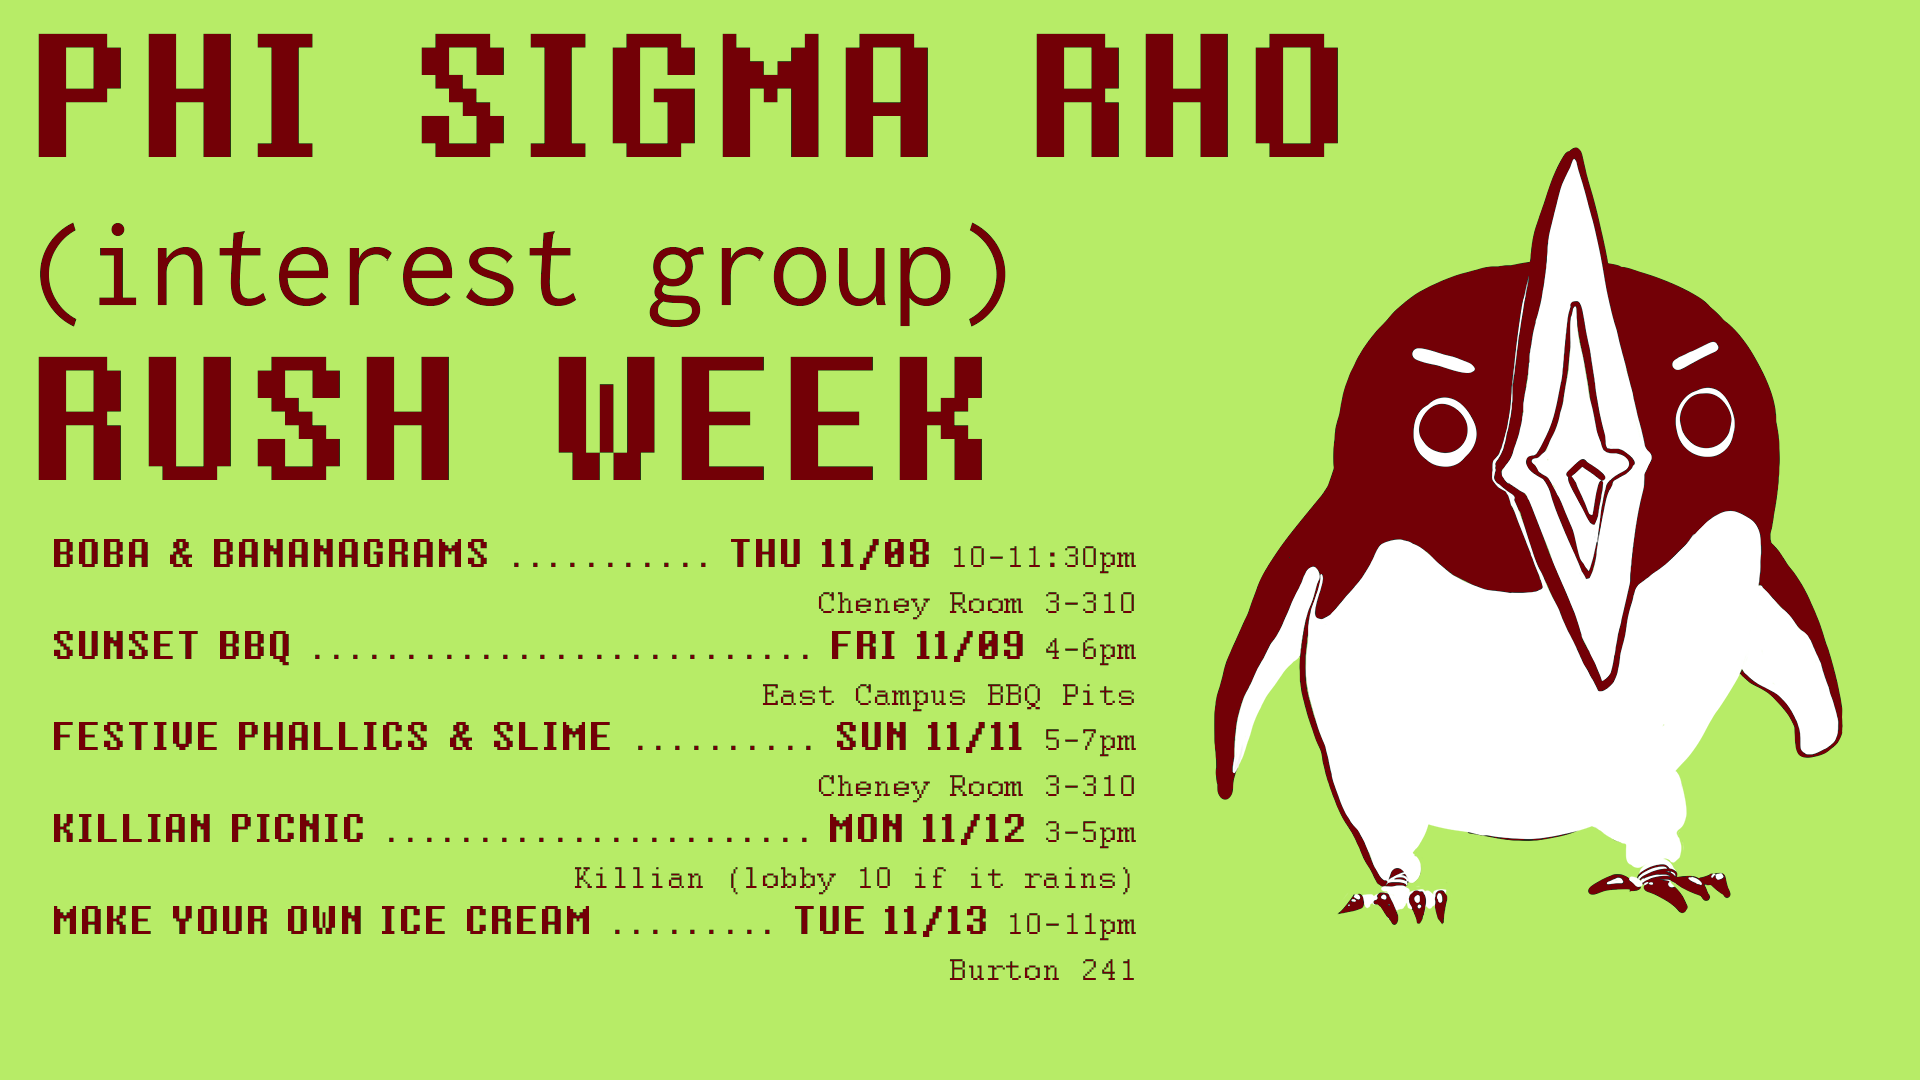 PHI SIGMA RHO
(interest group)
RUSH WEEK
BOBA & BANANAGRAMS ........... THU 11/08 10-11:30pm
Cheney Room 3-310
SUNSET BBQ ........................... FRI 11/09 4-6pm
East Campus BBQ Pits
FESTIVE PHALLICS & SLIME .......... SUN 11/11 5-7pm
Cheney Room 3-310
KILLIAN PICNIC ....................... MON 11/12 3-5pm
Killian (lobby 10 if it rains)
MAKE YOUR OWN ICE CREAM ......... TUE 11/13 10-11pm
Burton 241